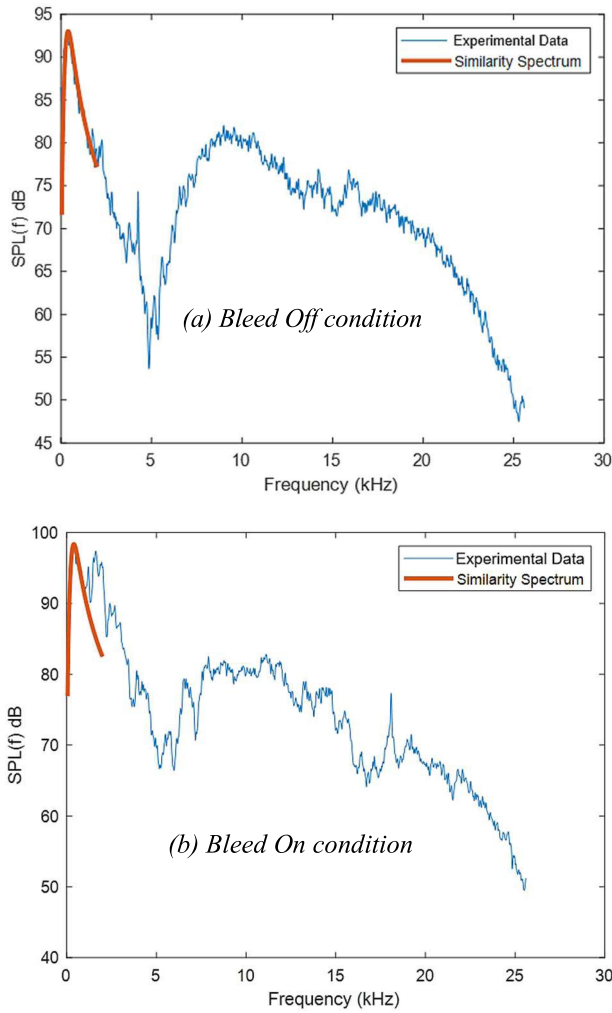 95
90
85
80
75
70
65
60
55
50
45
SPL(f) dB
Experimental Data
Similarity Spectrum
(a) Bleed Off condition
0 5 10 15 20 25 30
Frequency (kHz)
100
90
80
70
60
50
40
SPL(f) dB
Experimental Data
Similarity Spectrum
(b) Bleed On condition
0 5 10 15 20 25 30
Frequency (kHz)